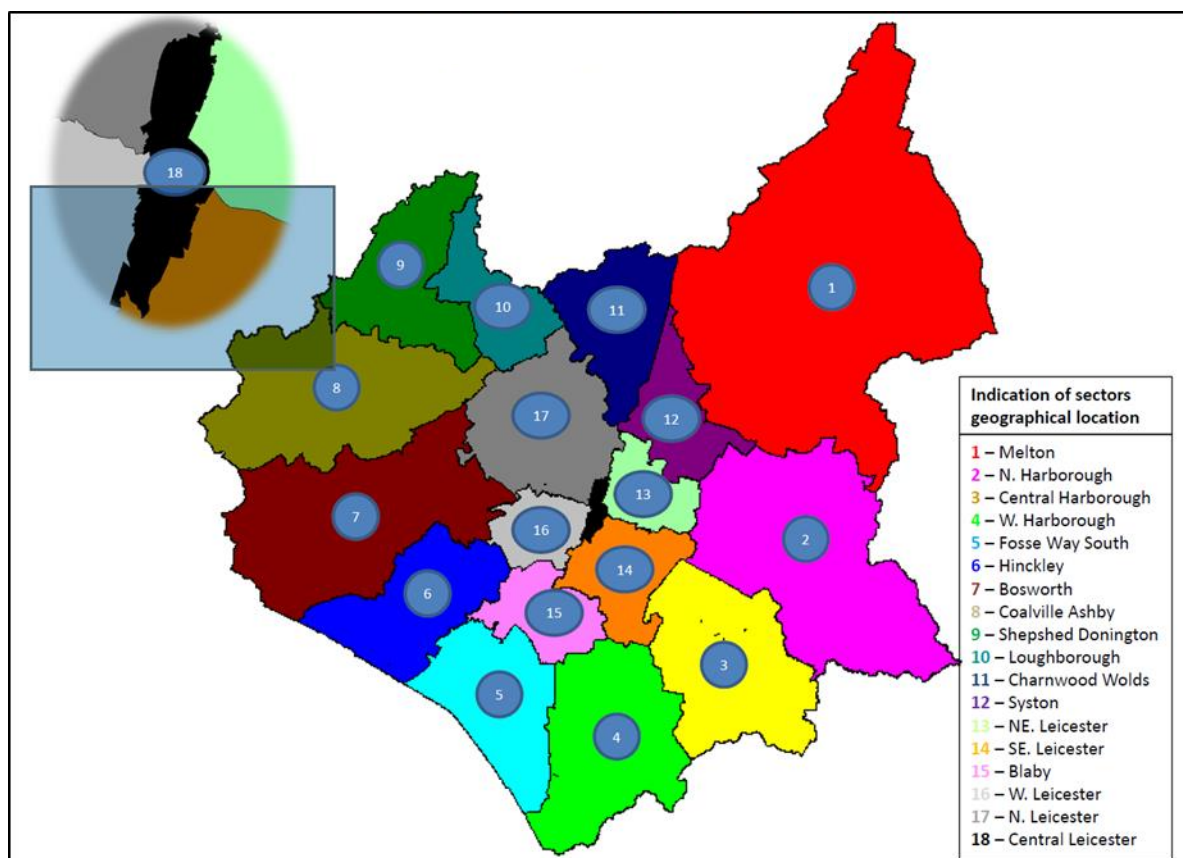 18
9
10
11
1
8
17
12
13
7
16
2
6
14
15
3
5
4
Indication of sectors
geographical location
1 – Melton
2 – N. Harborough
3 – Central Harborough
4 – W. Harborough
5 – Fosse Way South
6 – Hinckley
7 – Bosworth
8 – Coalville Ashby
9 – Shepshed Donington
10 – Loughborough
11 – Charnwood Wolds
12 – Syston
13 – NE. Leicester
14 – SE. Leicester
15 – Blaby
16 – W. Leicester
17 – N. Leicester
18 – Central Leicester